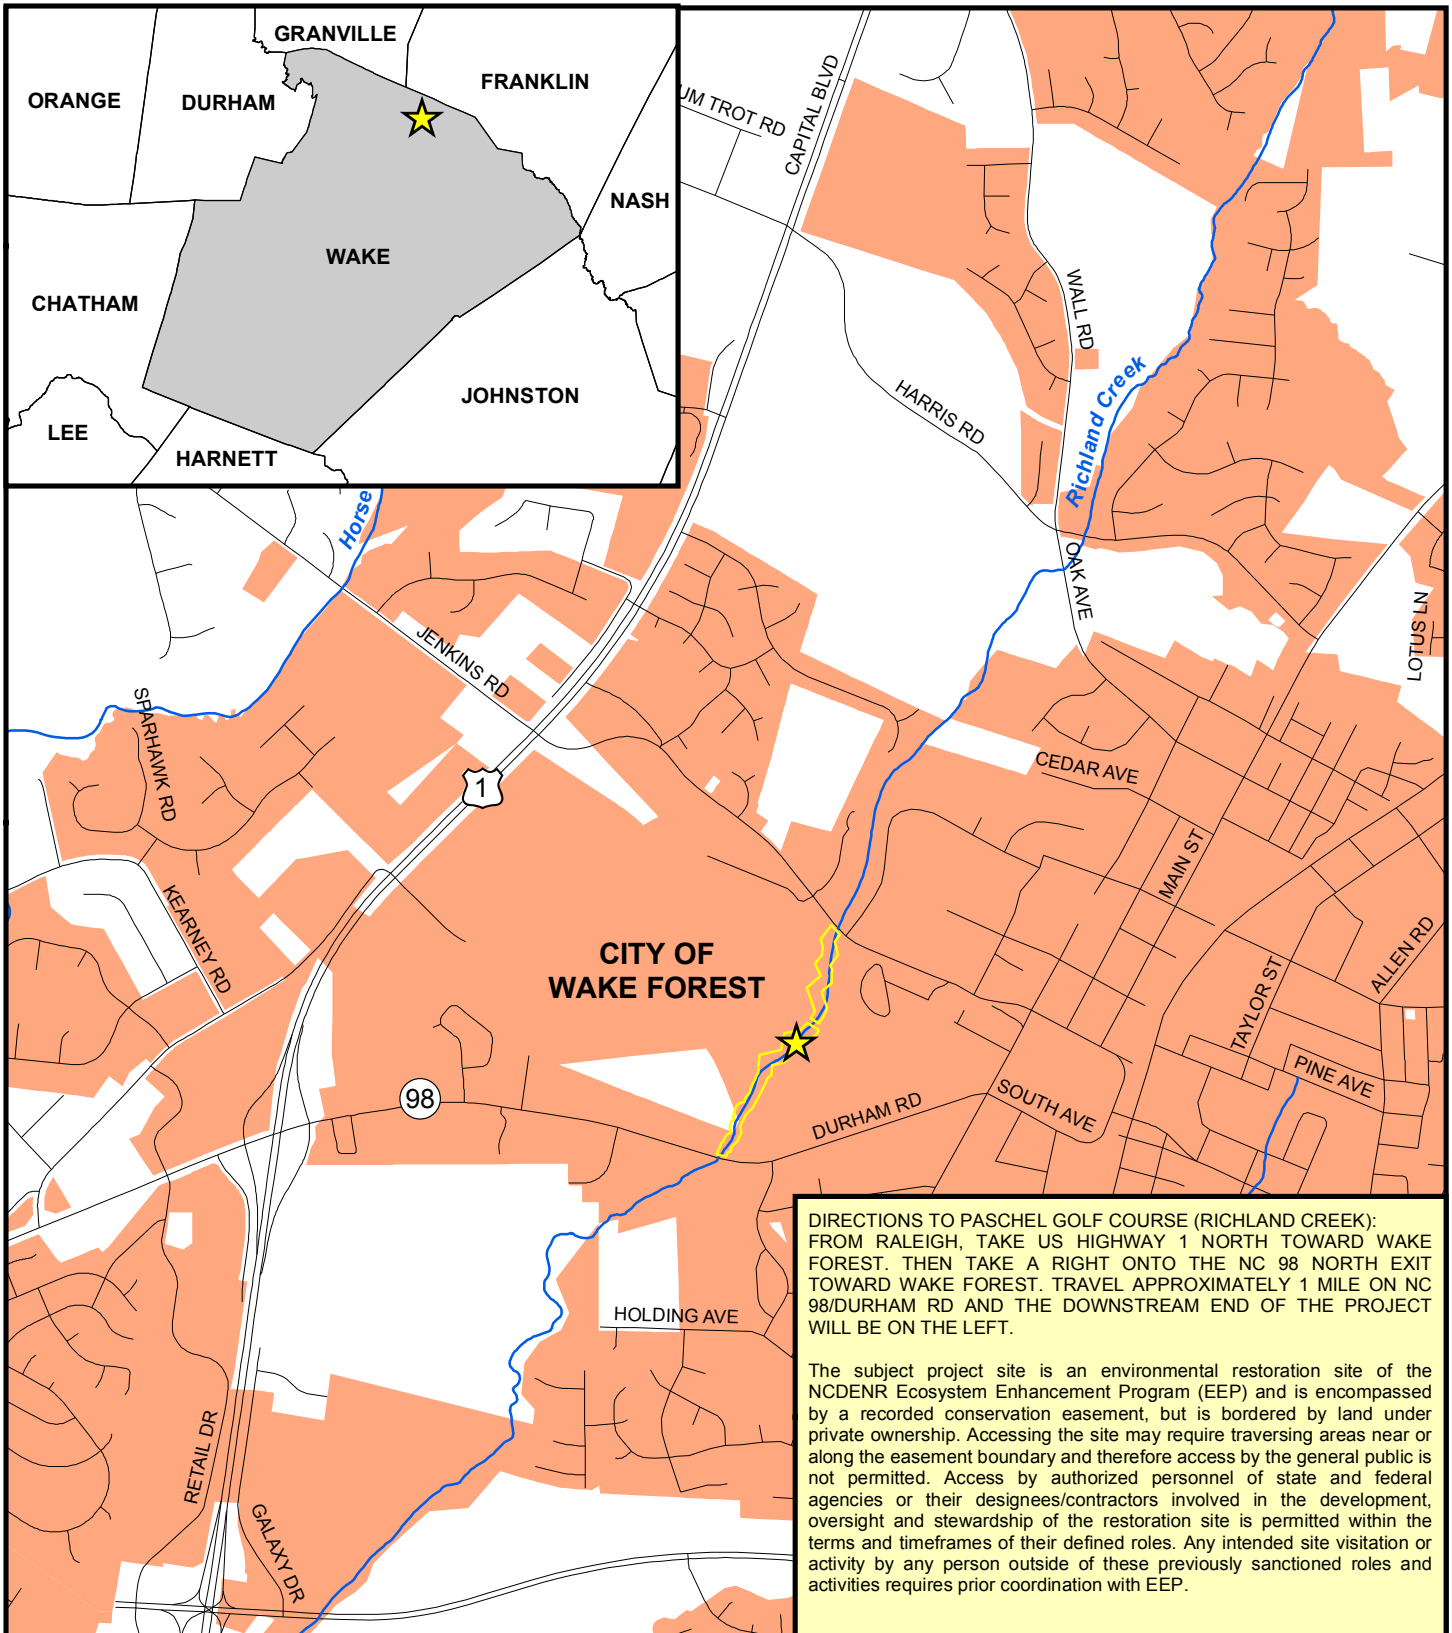 GRANVILLE
FRANKLIN
ORANGE
DURHAM
NASH
WAKE
CHATHAM
JOHNSTON
LEE
HARNETT
UM TROT RD
CAPITAL BLVD
WALL RD
HARRIS RD
Richland Creek
Horse
OAK AVE
LOTUS LN
JENKINS RD
SPARHAWK RD
1
CEDAR AVE
MAIN ST
KEARNEY RD
CITY OF
WAKE FOREST
ALLEN RD
TAYLOR ST
PINE AVE
98
SOUTH AVE
DURHAM RD
HOLDING AVE
RETAIL DR
GALAXY DR
DIRECTIONS TO PASCHEL GOLF COURSE (RICHLAND CREEK):
FROM RALEIGH, TAKE US HIGHWAY 1 NORTH TOWARD WAKE
FOREST. THEN TAKE A RIGHT ONTO THE NC 98 NORTH EXIT
TOWARD WAKE FOREST. TRAVEL APPROXIMATELY 1 MILE ON NC
98/DURHAM RD AND THE DOWNSTREAM END OF THE PROJECT
WILL BE ON THE LEFT.
The subject project site is an environmental restoration site of the
NCDENR Ecosystem Enhancement Program (EEP) and is encompassed
by a recorded conservation easement, but is bordered by land under
private ownership. Accessing the site may require traversing areas near or
along the easement boundary and therefore access by the general public is
not permitted. Access by authorized personnel of state and federal
agencies or their designees/contractors involved in the development,
oversight and stewardship of the restoration site is permitted within the
terms and timeframes of their defined roles. Any intended site visitation or
activity by any person outside of these previously sanctioned roles and
activities requires prior coordination with EEP.